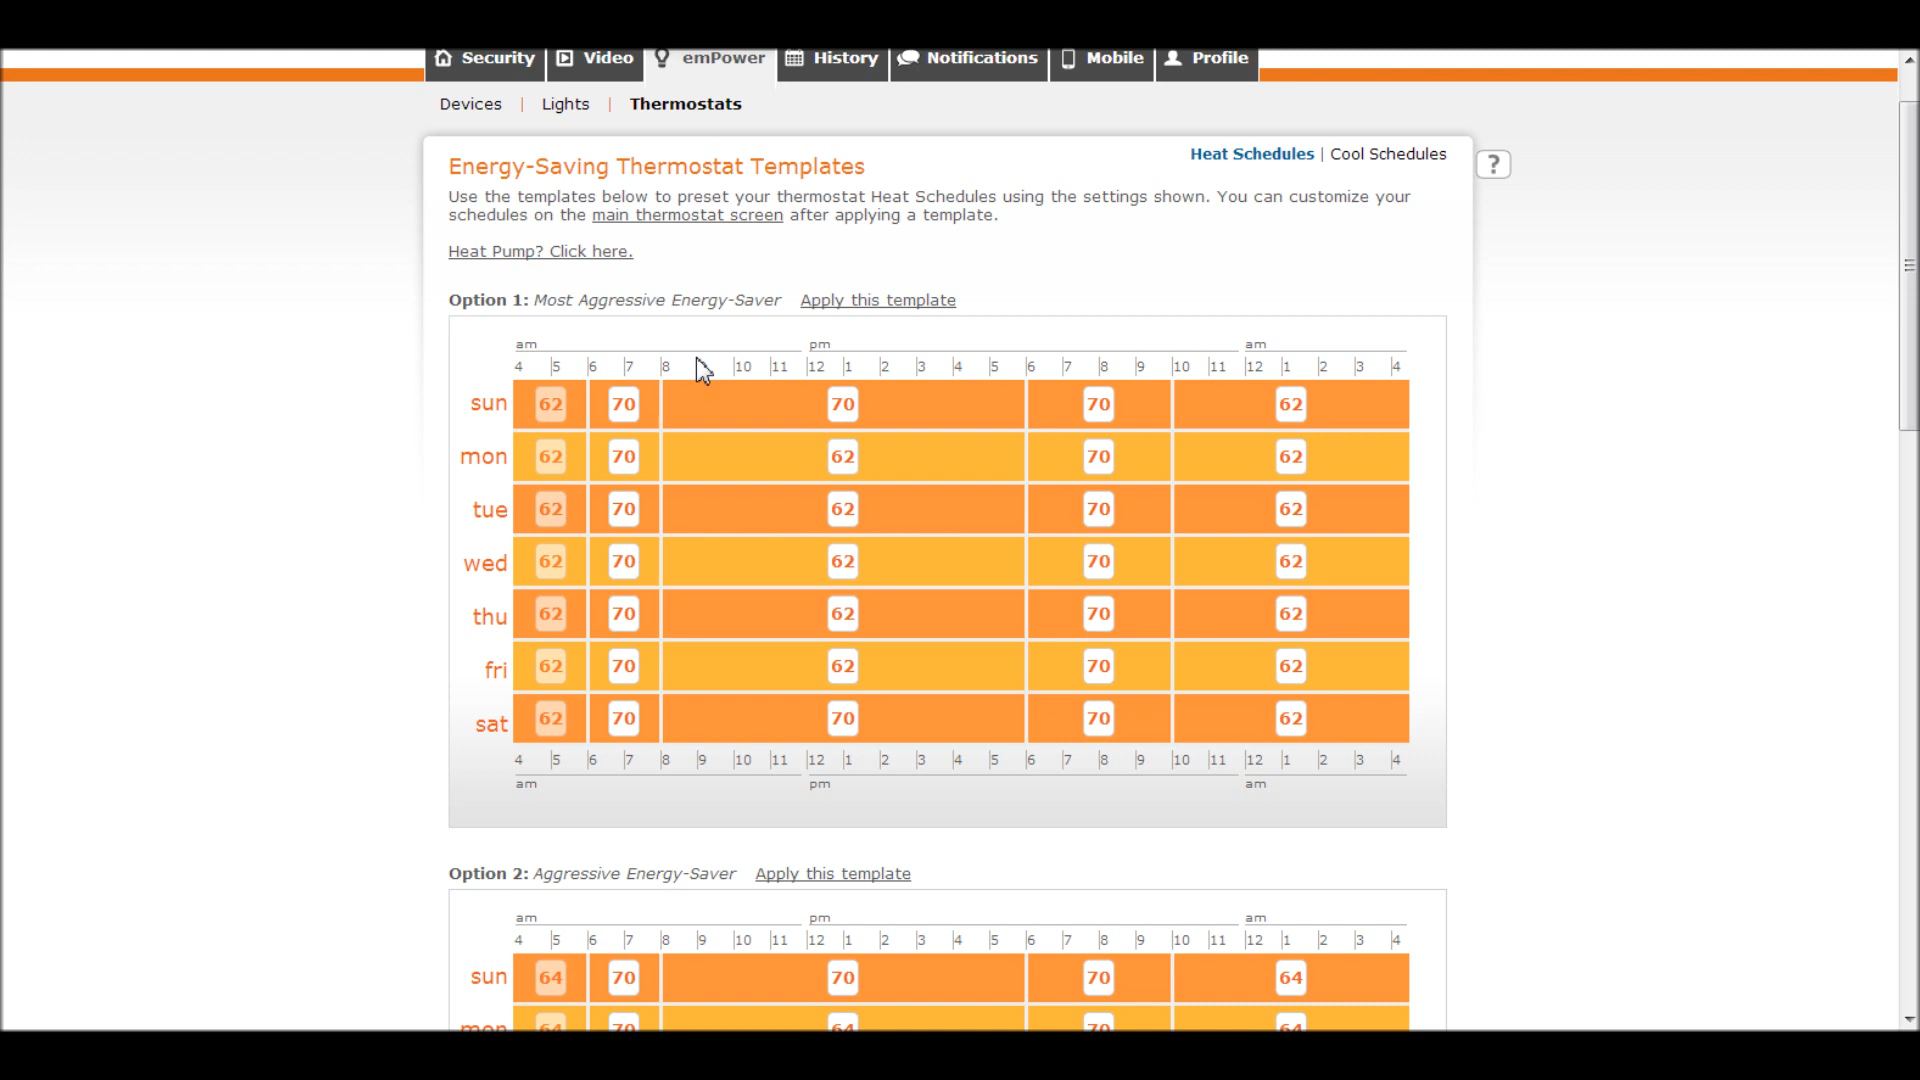 Security Video emPower History Notifications Mobile Profile
Devices | Lights | Thermostats
Energy-Saving Thermostat Templates
Heat Schedules | Cool Schedules
?
Use the templates below to preset your thermostat Heat Schedules using the settings shown. You can customize your
schedules on the main thermostat screen after applying a template.
Heat Pump? Click here.
Option 1: Most Aggressive Energy-Saver Apply this template
am pm am
4 5 6 7 8 10 11 12 1 2 3 4 5 6 7 8 9 10 11 12 1 2 3 4
sun 62 70 70 70 62
mon 62 70 62 70 62
tue 62 70 62 70 62
wed 62 70 62 70 62
thu 62 70 62 70 62
fri 62 70 62 70 62
sat 62 70 70 70 62
4 5 6 7 8 9 10 11 12 1 2 3 4 5 6 7 8 9 10 11 12 1 2 3 4
am pm am
Option 2: Aggressive Energy-Saver Apply this template
am pm am
4 5 6 7 8 9 10 11 12 1 2 3 4 5 6 7 8 9 10 11 12 1 2 3 4
sun 64 70 70 70 64
mon 64 70 64 70 64